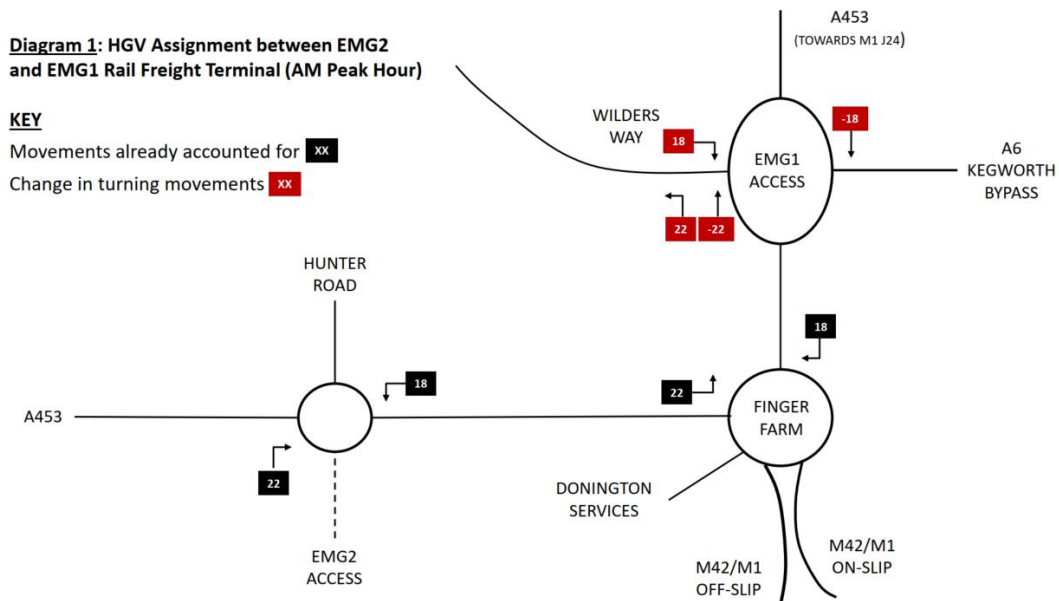 Diagram 1: HGV Assignment between EMG2
and EMG1 Rail Freight Terminal (AM Peak Hour)
KEY
Movements already accounted for XX
Change in turning movements XX
A453
(TOWARDS M1 J24)
WILDERS
WAY
18
-18
EMG1
ACCESS
A6
KEGWORTH
BYPASS
22
-22
HUNTER
ROAD
18
18
22
A453
FINGER
FARM
22
DONINGTON
SERVICES
EMG2
ACCESS
M42/M1
OFF-SLIP
M42/M1
ON-SLIP